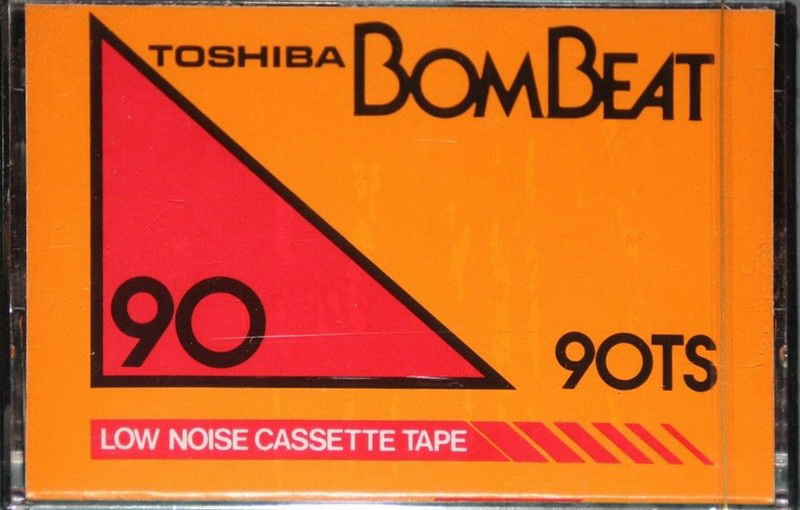 TOSHIBA BOMBEAT
90
90TS
LOW NOISE CASSETTE TAPE